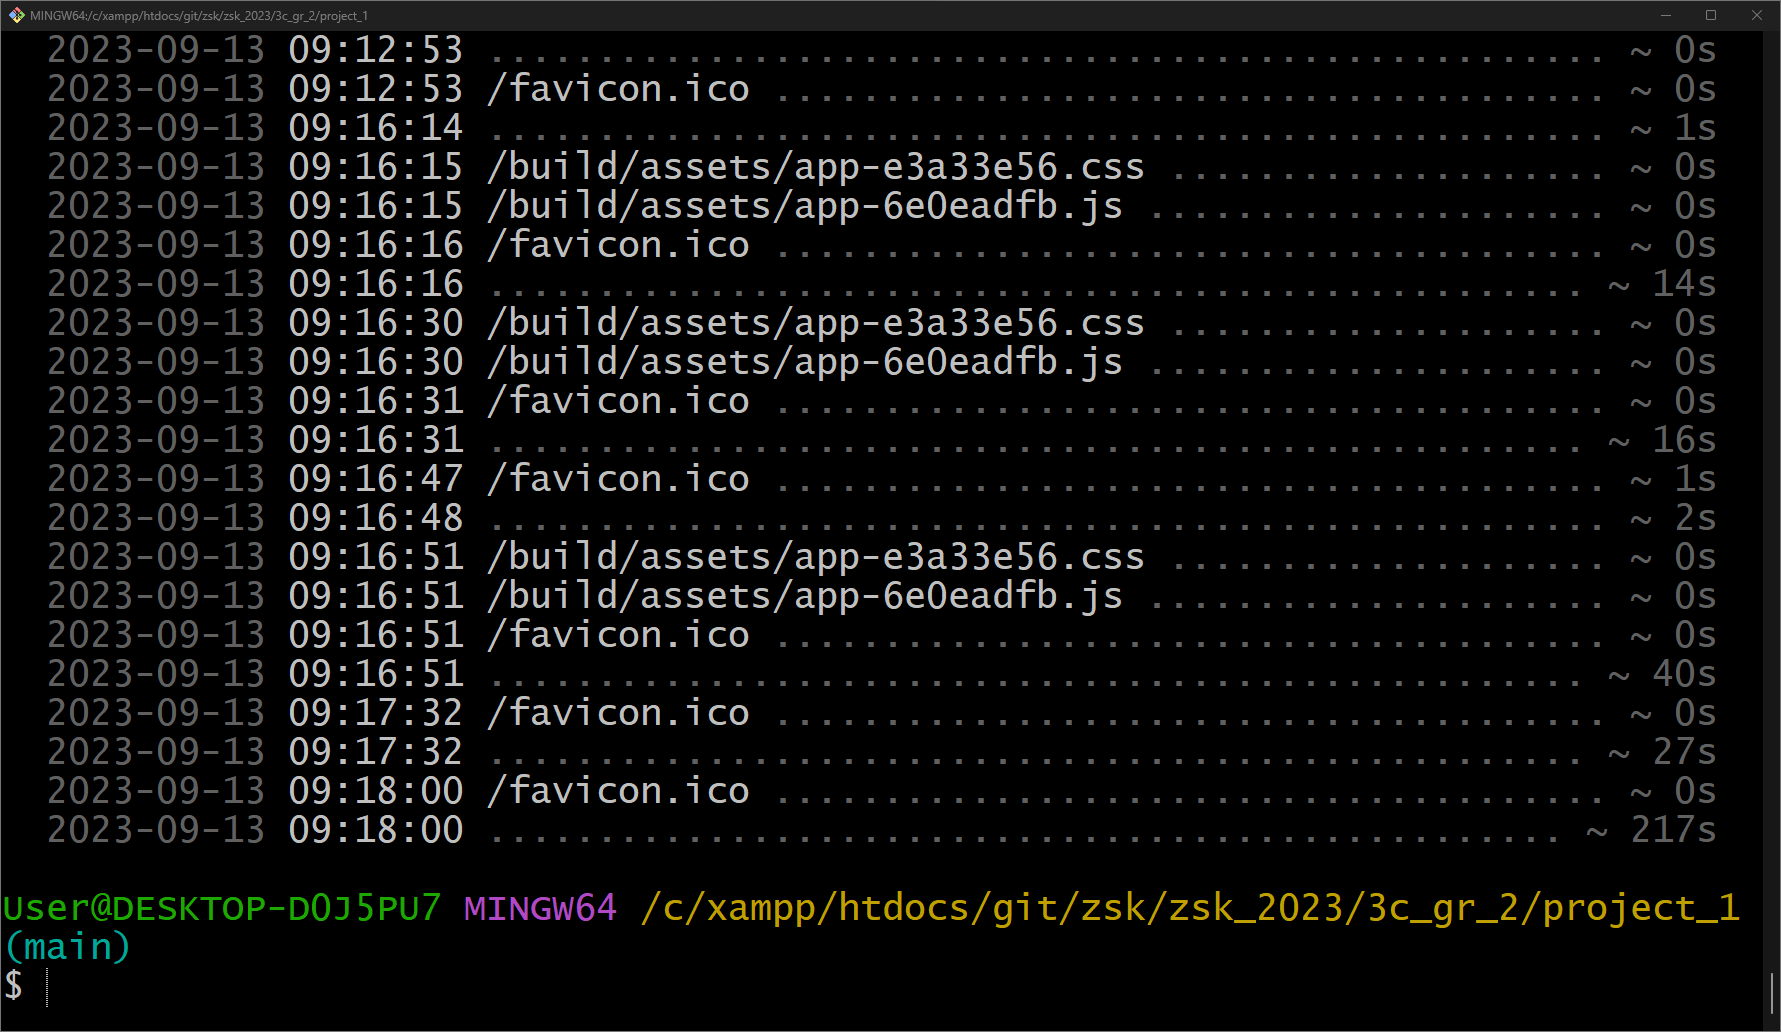 MINGW64:/c/xampp/htdocs/git/zsk/zsk_2023/3c_gr_2/project_1
2023-09-13 09:12:53 ................................................... ~ 0s
2023-09-13 09:12:53 /favicon.ico ...................................... ~ 0s
2023-09-13 09:16:14 ................................................... ~ 1s
2023-09-13 09:16:15 /build/assets/app-e3a33e56.css .................... ~ 0s
2023-09-13 09:16:15 /build/assets/app-6e0eadfb.js ..................... ~ 0s
2023-09-13 09:16:16 /favicon.ico ...................................... ~ 0s
2023-09-13 09:16:16 .................................................. ~ 14s
2023-09-13 09:16:30 /build/assets/app-e3a33e56.css .................... ~ 0s
2023-09-13 09:16:30 /build/assets/app-6e0eadfb.js ..................... ~ 0s
2023-09-13 09:16:31 /favicon.ico ...................................... ~ 0s
2023-09-13 09:16:31 .................................................. ~ 16s
2023-09-13 09:16:47 /favicon.ico ...................................... ~ 1s
2023-09-13 09:16:48 ................................................... ~ 2s
2023-09-13 09:16:51 /build/assets/app-e3a33e56.css .................... ~ 0s
2023-09-13 09:16:51 /build/assets/app-6e0eadfb.js ..................... ~ 0s
2023-09-13 09:16:51 /favicon.ico ...................................... ~ 0s
2023-09-13 09:16:51 .................................................. ~ 40s
2023-09-13 09:17:32 /favicon.ico ...................................... ~ 0s
2023-09-13 09:17:32 .................................................. ~ 27s
2023-09-13 09:18:00 /favicon.ico ...................................... ~ 0s
2023-09-13 09:18:00 ................................................. ~ 217s
User@DESKTOP-D0J5PU7 MINGW64 /c/xampp/htdocs/git/zsk/zsk_2023/3c_gr_2/project_1
(main)
$